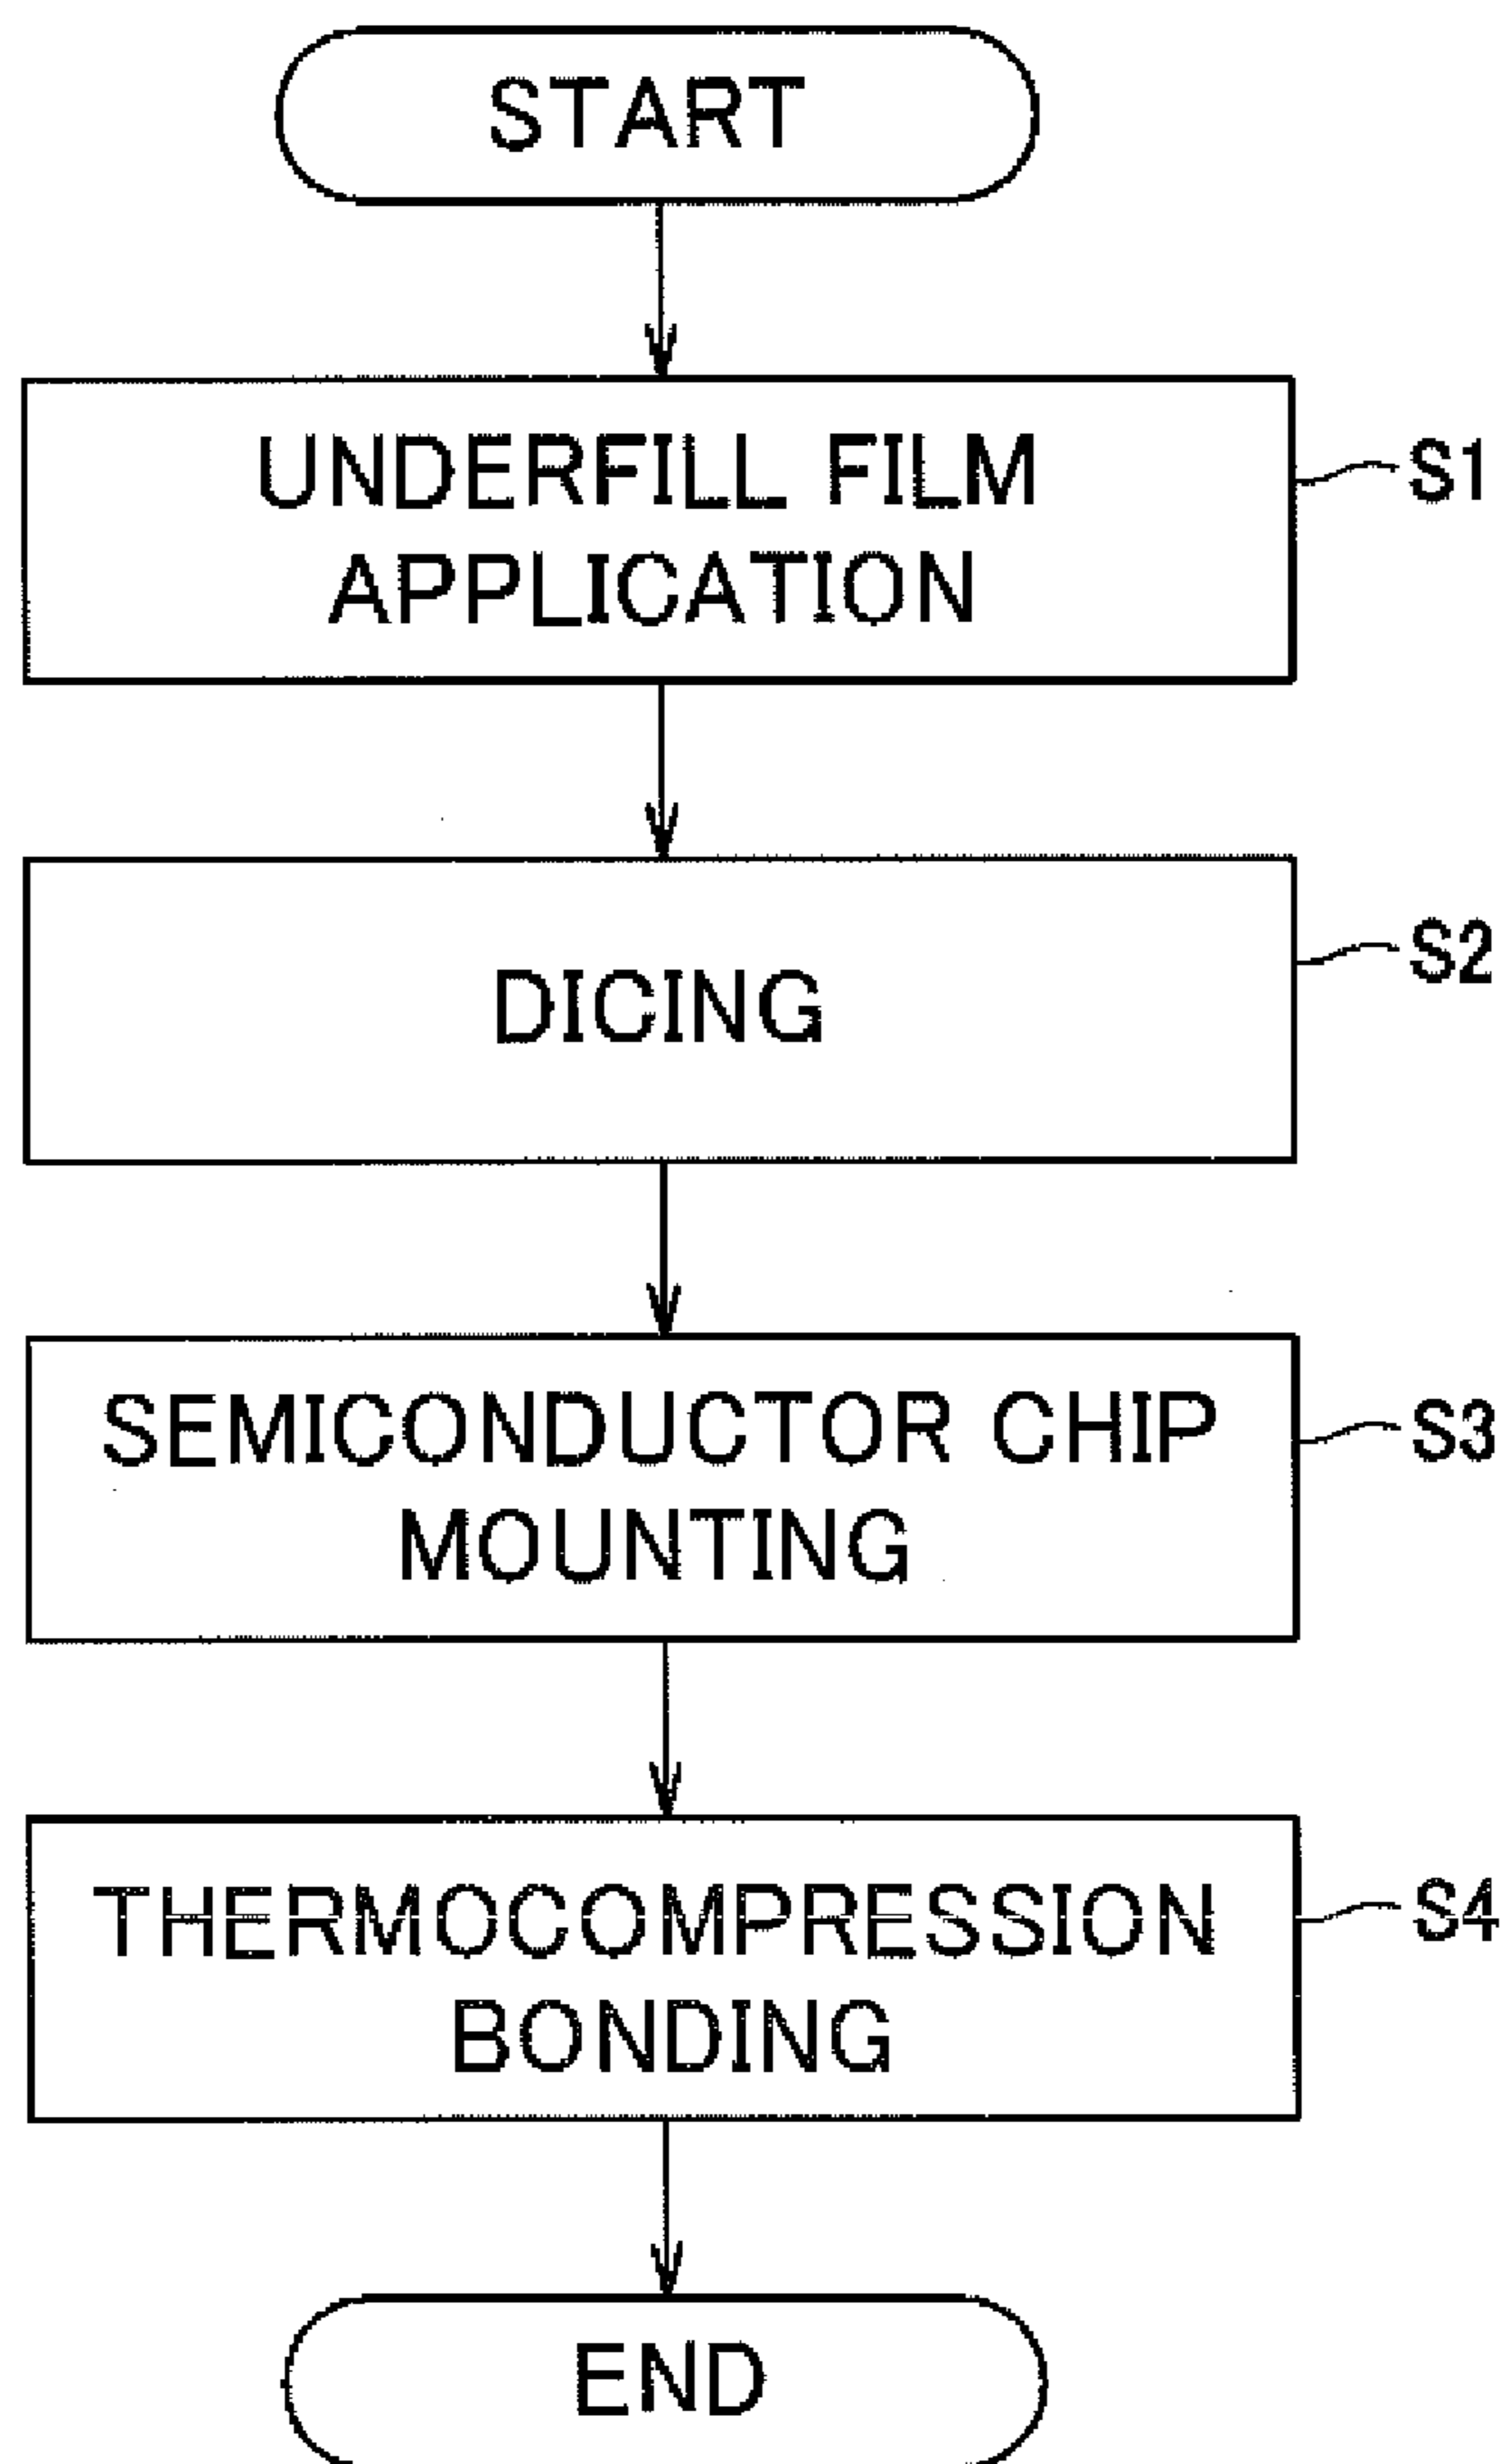 START
UNDERFILL FILM
APPLICATION
S1
DICING
S2
SEMICONDUCTOR CHIP
MOUNTING
S3
THERMOCOMPRESSION
BONDING
S4
END